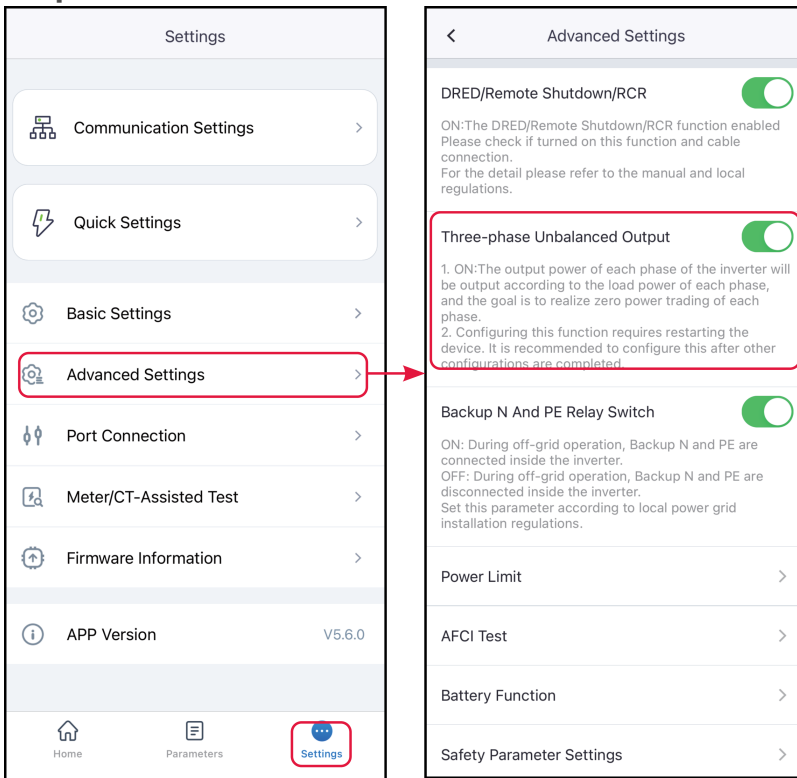 Settings
Communication Settings
Quick Settings
Basic Settings
Advanced Settings
Port Connection
Meter/CT-Assisted Test
Firmware Information
APP Version V5.6.0
Home Parameters Settings
Advanced Settings
DRED/Remote Shutdown/RCR
ON:The DRED/Remote Shutdown/RCR function enabled
Please check if turned on this function and cable
connection.
For the detail please refer to the manual and local
regulations.
Three-phase Unbalanced Output
1. ON:The output power of each phase of the inverter will
be output according to the load power of each phase,
and the goal is to realize zero power trading of each
phase.
2. Configuring this function requires restarting the
device. It is recommended to configure this after other
configurations are completed.
Backup N And PE Relay Switch
ON: During off-grid operation, Backup N and PE are
connected inside the inverter.
OFF: During off-grid operation, Backup N and PE are
disconnected inside the inverter.
Set this parameter according to local power grid
installation regulations.
Power Limit
AFCI Test
Battery Function
Safety Parameter Settings